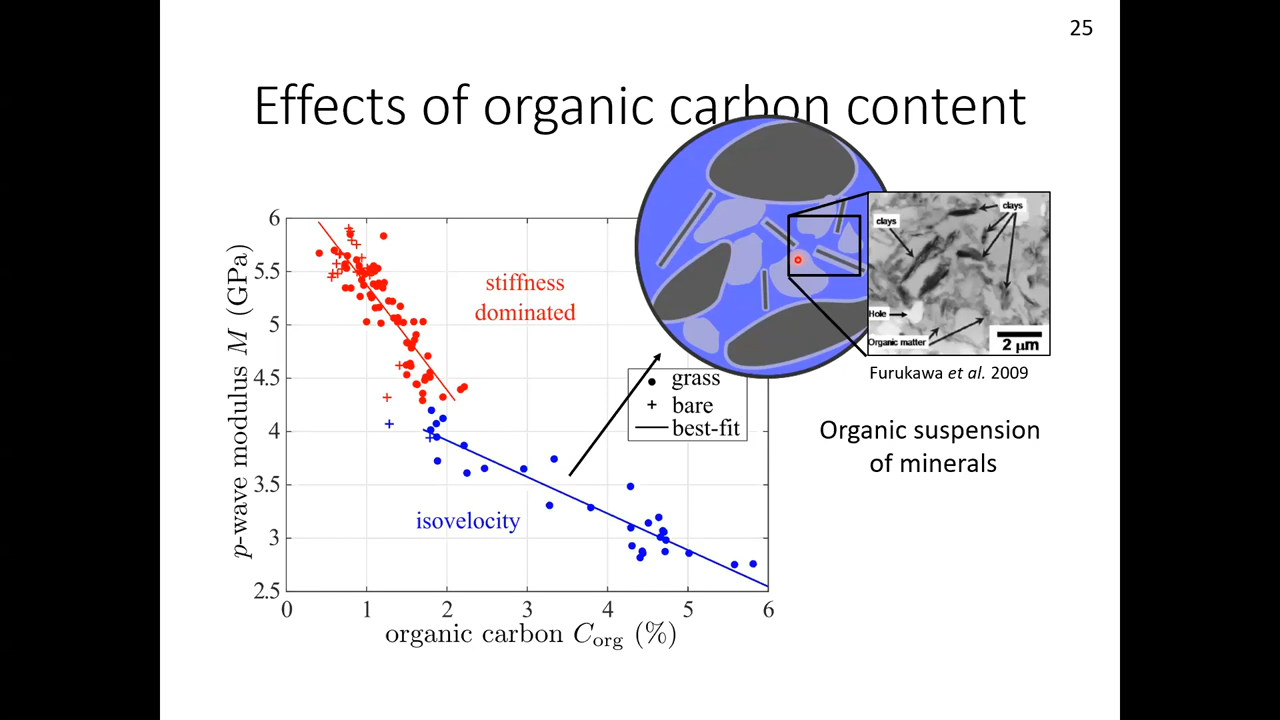 25
Effects of organic carbon content
6
5.5
5
4.5
4
3.5
3
2.5
p-wave modulus M (GPa)
stiffness
dominated
isovelocity
grass
bare
best-fit
0 1 2 3 4 5 6
organic carbon Corg (%)
clays
clays
Hole
Organic matter
2 μm
Furukawa et al. 2009
Organic suspension
of minerals